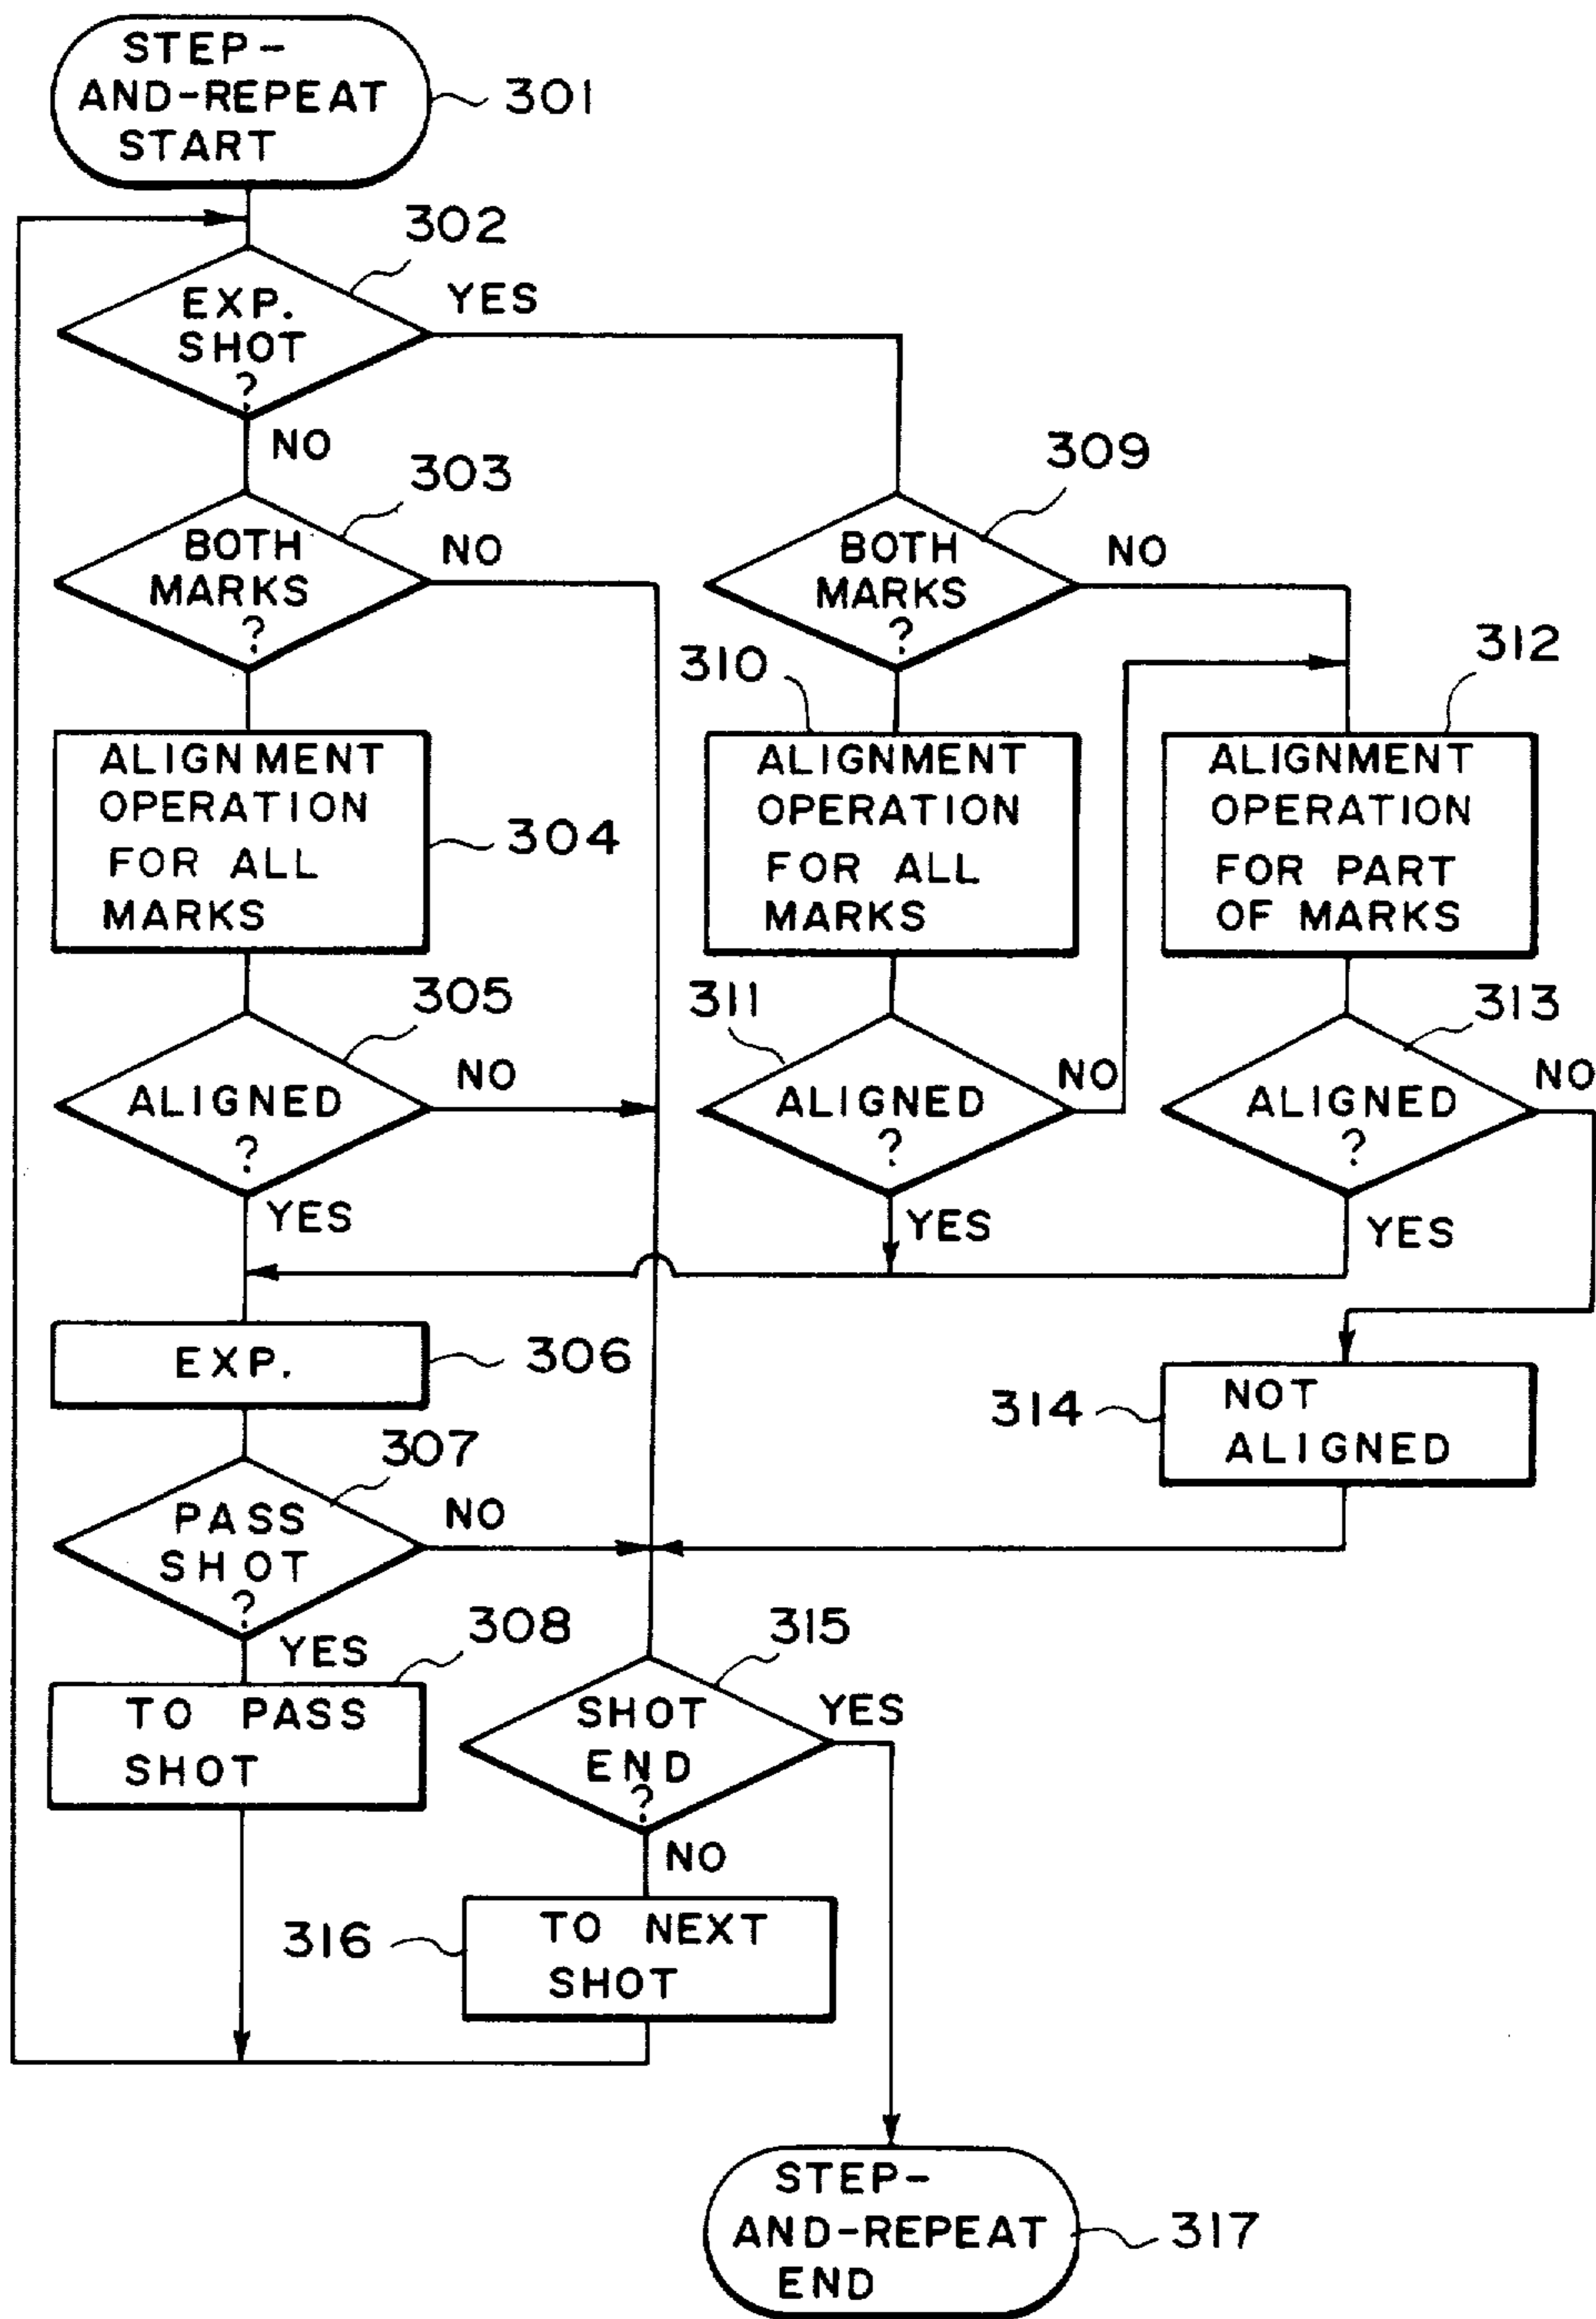 STEP-
AND-REPEAT
START
301
302
EXP.
SHOT
?
YES
NO
303
BOTH
MARKS
?
NO
309
BOTH
MARKS
?
NO
304
ALIGNMENT
OPERATION
FOR ALL
MARKS
310
ALIGNMENT
OPERATION
FOR ALL
MARKS
312
ALIGNMENT
OPERATION
FOR PART
OF MARKS
305
ALIGNED
?
NO
YES
311
ALIGNED
?
NO
YES
313
ALIGNED
?
NO
YES
EXP.
306
314
NOT
ALIGNED
307
PASS
SHOT
?
NO
YES
308
TO PASS
SHOT
315
SHOT
END
?
YES
NO
316
TO NEXT
SHOT
STEP-
AND-REPEAT
END
317